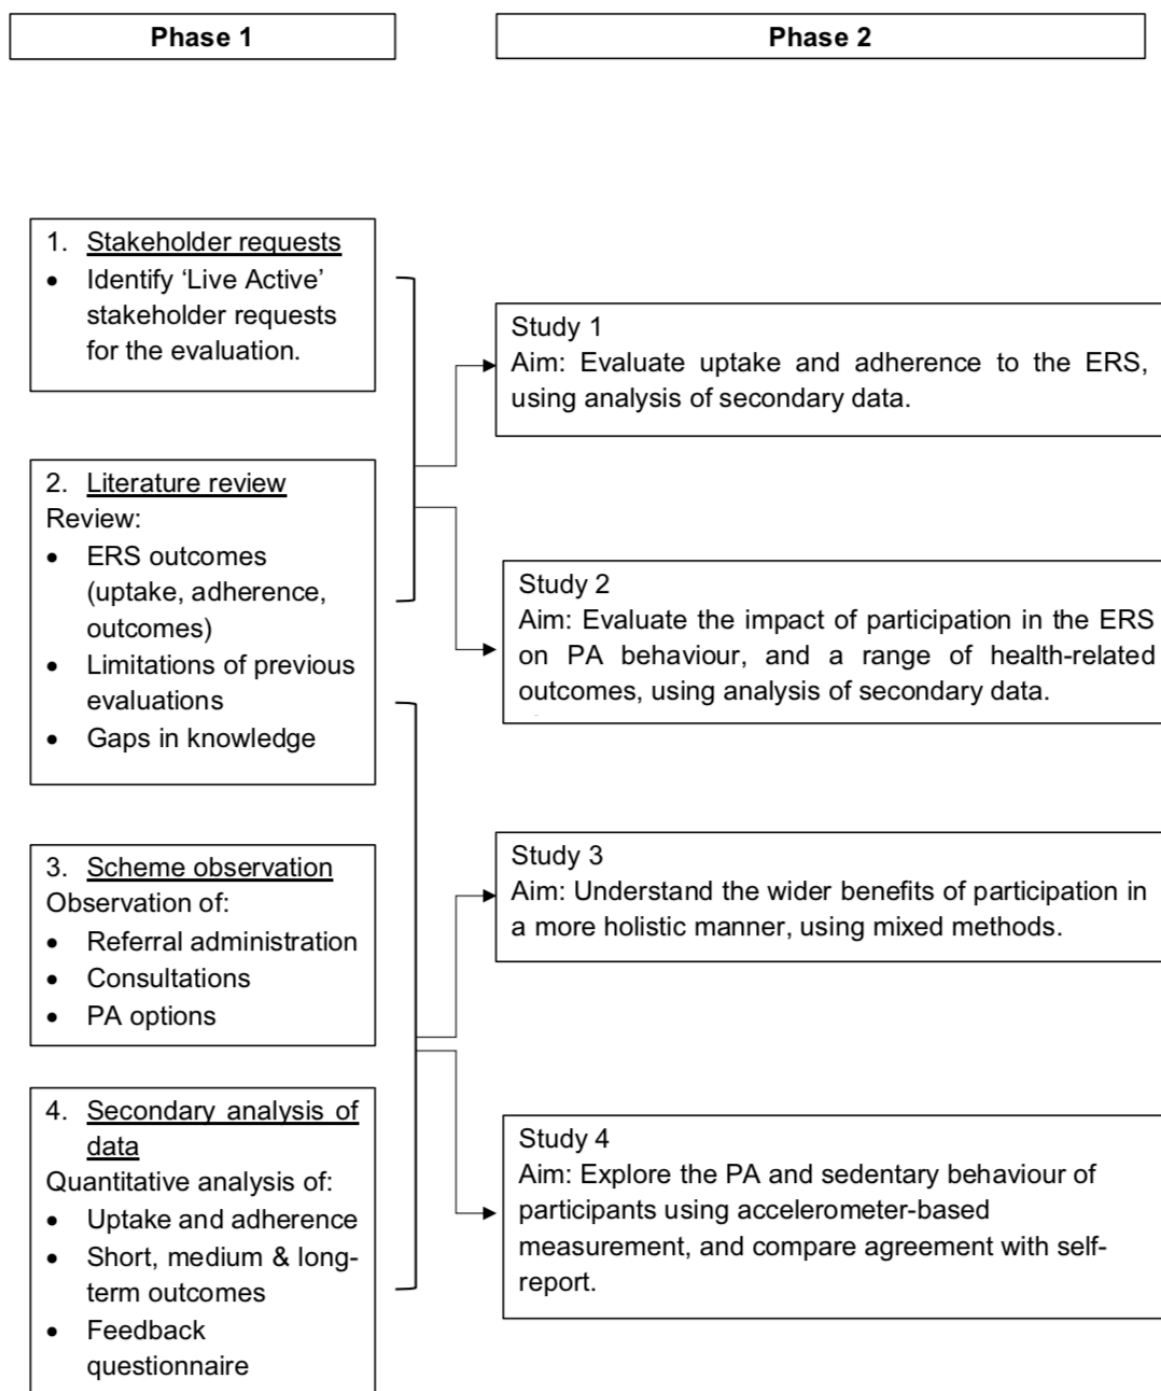 Phase 1
Phase 2
1. Stakeholder requests
• Identify ‘Live Active’
stakeholder requests
for the evaluation.
2. Literature review
Review:
• ERS outcomes
(uptake, adherence,
outcomes)
• Limitations of previous
evaluations
• Gaps in knowledge
3. Scheme observation
Observation of:
• Referral administration
• Consultations
• PA options
4. Secondary analysis of
data
Quantitative analysis of:
• Uptake and adherence
• Short, medium & long-
term outcomes
• Feedback
questionnaire
Study 1
Aim: Evaluate uptake and adherence to the ERS,
using analysis of secondary data.
Study 2
Aim: Evaluate the impact of participation in the ERS
on PA behaviour, and a range of health-related
outcomes, using analysis of secondary data.
Study 3
Aim: Understand the wider benefits of participation in
a more holistic manner, using mixed methods.
Study 4
Aim: Explore the PA and sedentary behaviour of
participants using accelerometer-based
measurement, and compare agreement with self-
report.